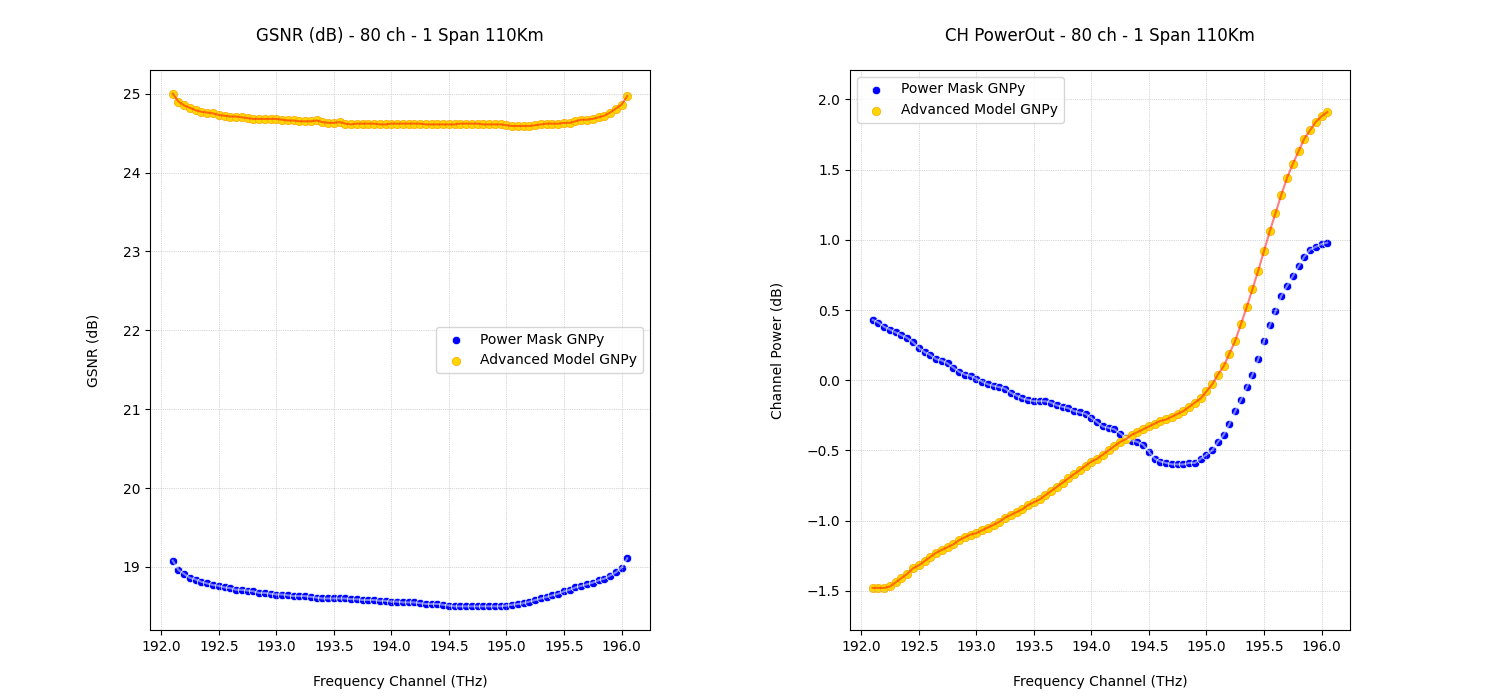 GSNR (dB) - 80 ch - 1 Span 110Km
25
24
23
22
21
20
19
GSNR (dB)
Power Mask GNPy
Advanced Model GNPy
192.0 192.5 193.0 193.5 194.0 194.5 195.0 195.5 196.0
Frequency Channel (THz)
CH PowerOut - 80 ch - 1 Span 110Km
Power Mask GNPy
Advanced Model GNPy
2.0
1.5
1.0
0.5
0.0
−0.5
−1.0
−1.5
Channel Power (dB)
192.0 192.5 193.0 193.5 194.0 194.5 195.0 195.5 196.0
Frequency Channel (THz)